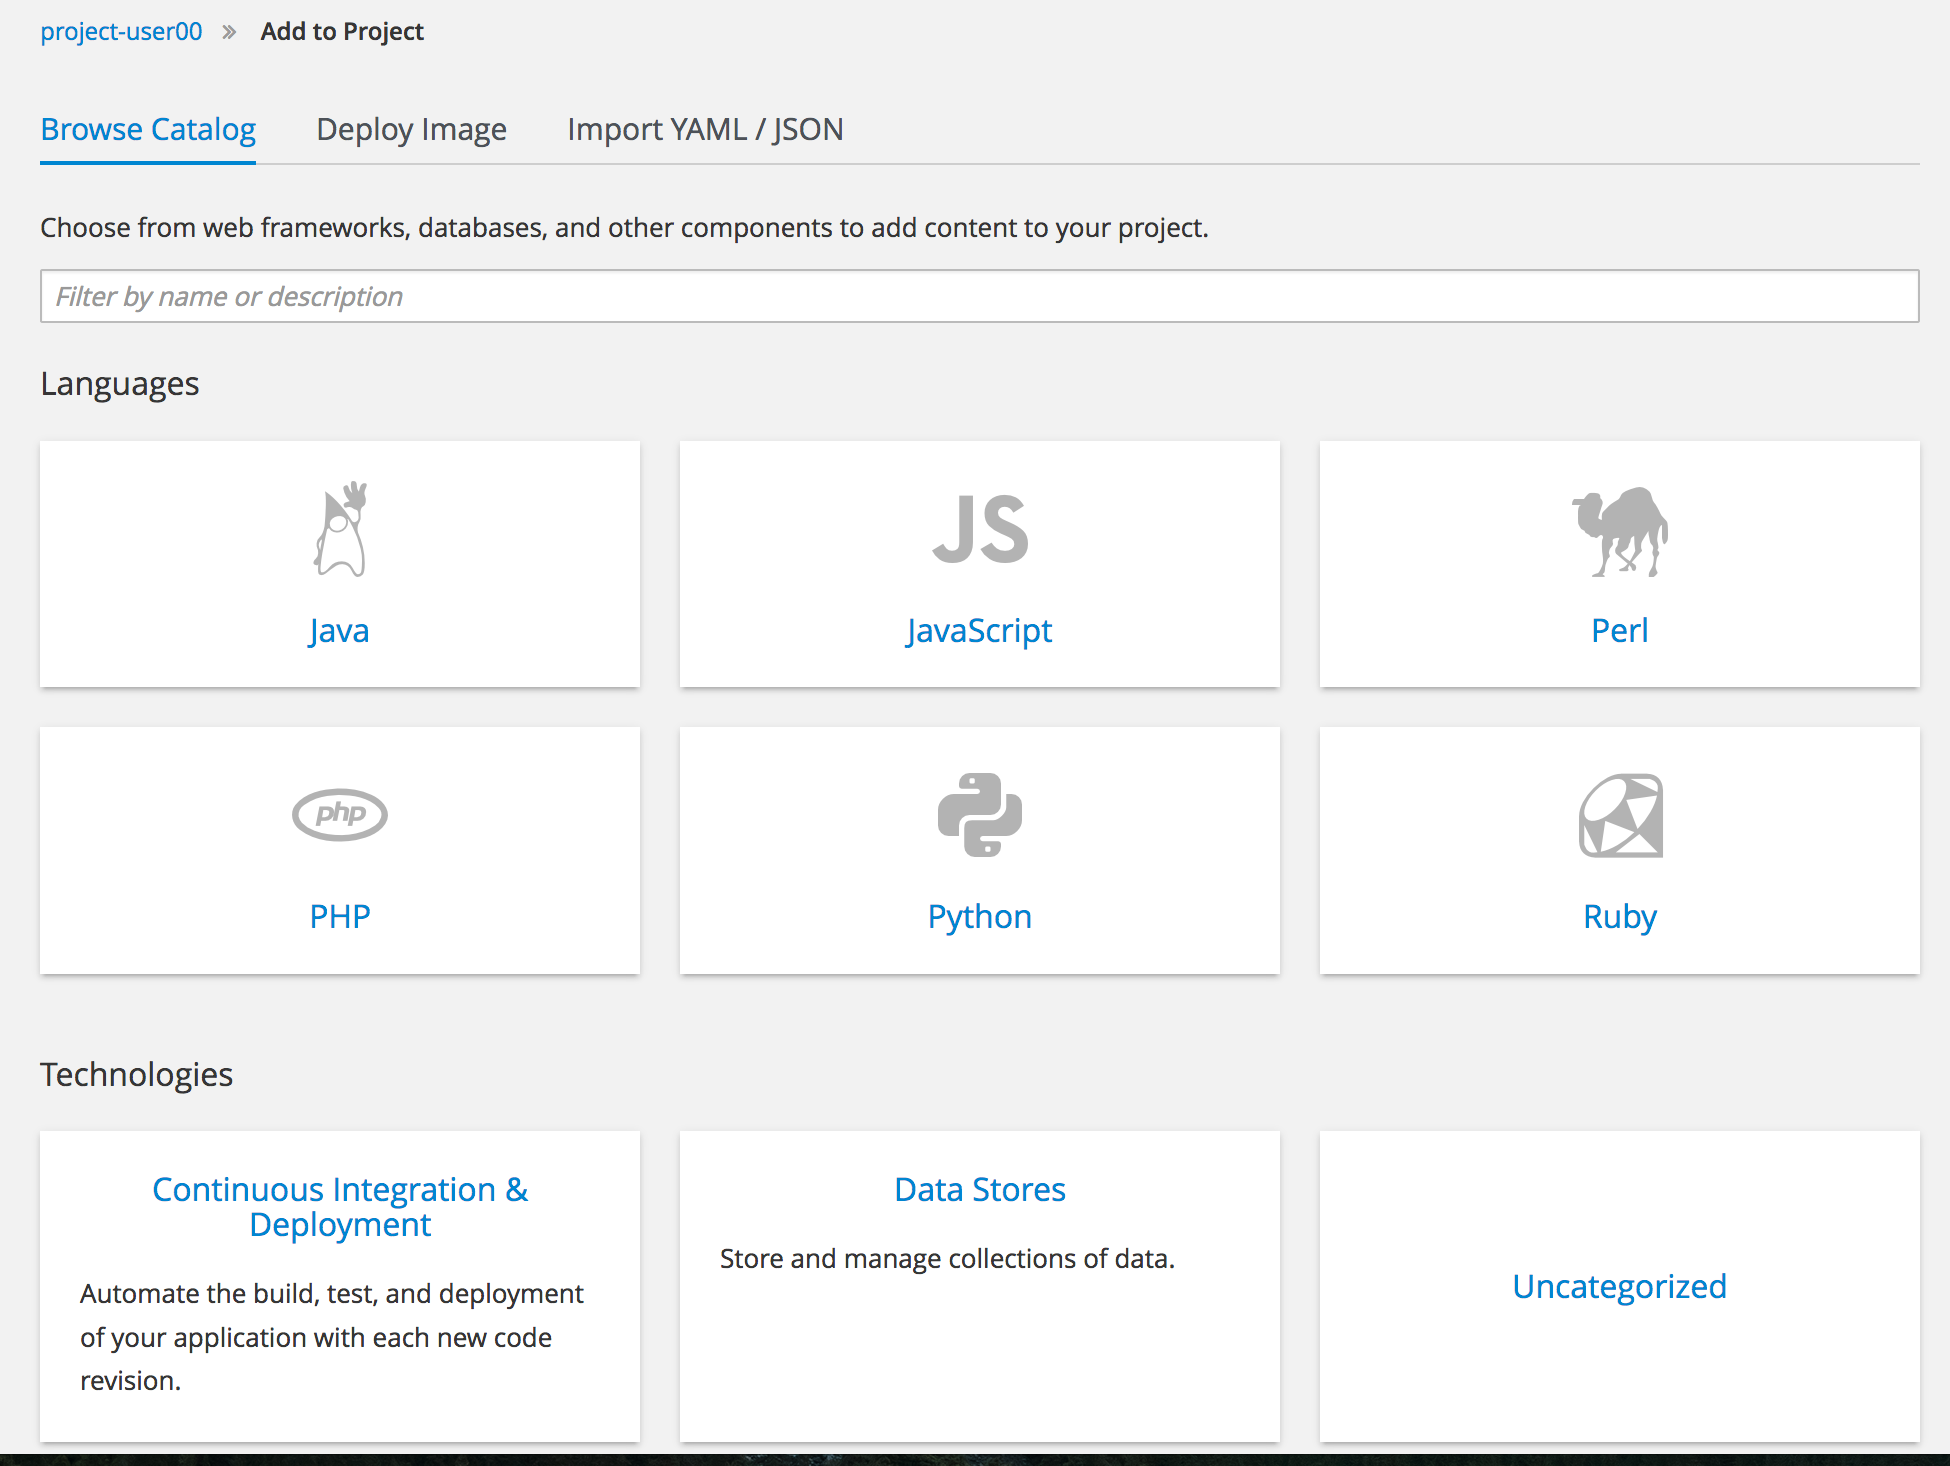 project-user00 » Add to Project
Browse Catalog Deploy Image Import YAML / JSON
Choose from web frameworks, databases, and other components to add content to your project.
Filter by name or description
Languages
JS
Java JavaScript Perl
php
PHP Python Ruby
Technologies
Continuous Integration &
Deployment
Automate the build, test, and deployment
of your application with each new code
revision.
Data Stores
Store and manage collections of data.
Uncategorized